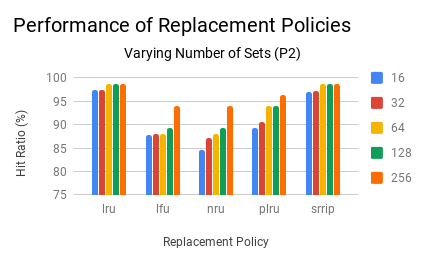 Performance of Replacement Policies
Varying Number of Sets (P2)
Hit Ratio (%)
100
95
90
85
80
75
lru
lfu
nru
plru
srrip
Replacement Policy
16
32
64
128
256